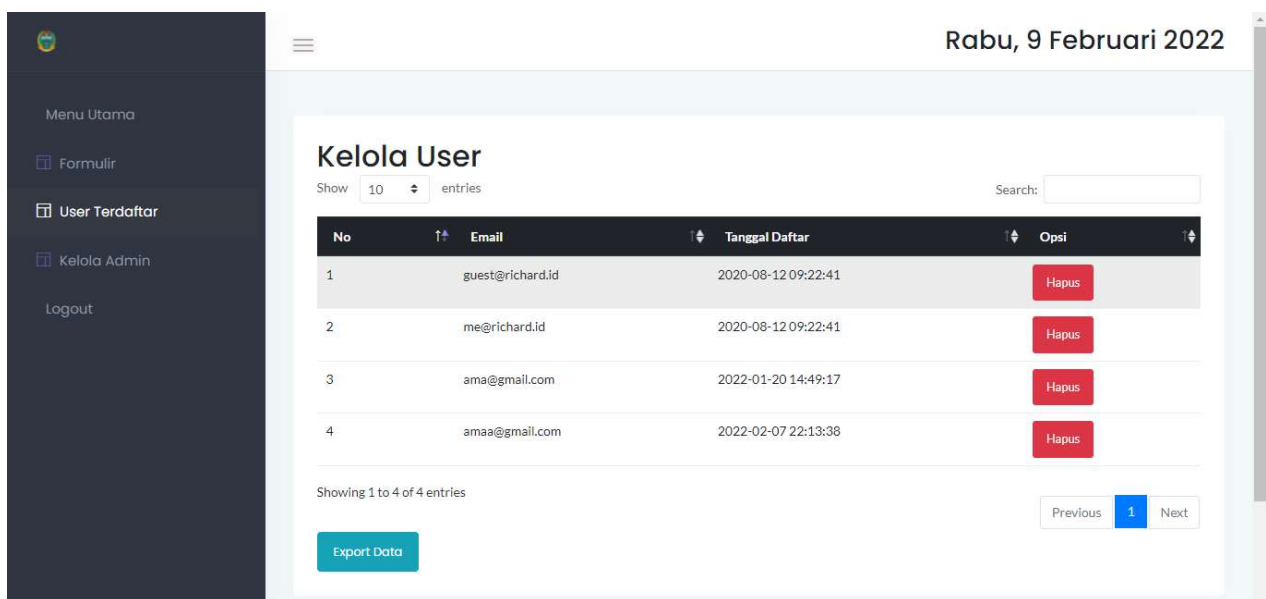 Rabu, 9 Februari 2022
Menu Utama
Formulir
User Terdaftar
Kelola Admin
Logout
Kelola User
Show 10 entries
Search:
No Email Tanggal Daftar Opsi
1 guest@richard.id 2020-08-12 09:22:41 Hapus
2 me@richard.id 2020-08-12 09:22:41 Hapus
3 ama@gmail.com 2022-01-20 14:49:17 Hapus
4 amaa@gmail.com 2022-02-07 22:13:38 Hapus
Showing 1 to 4 of 4 entries
Previous 1 Next
Export Data